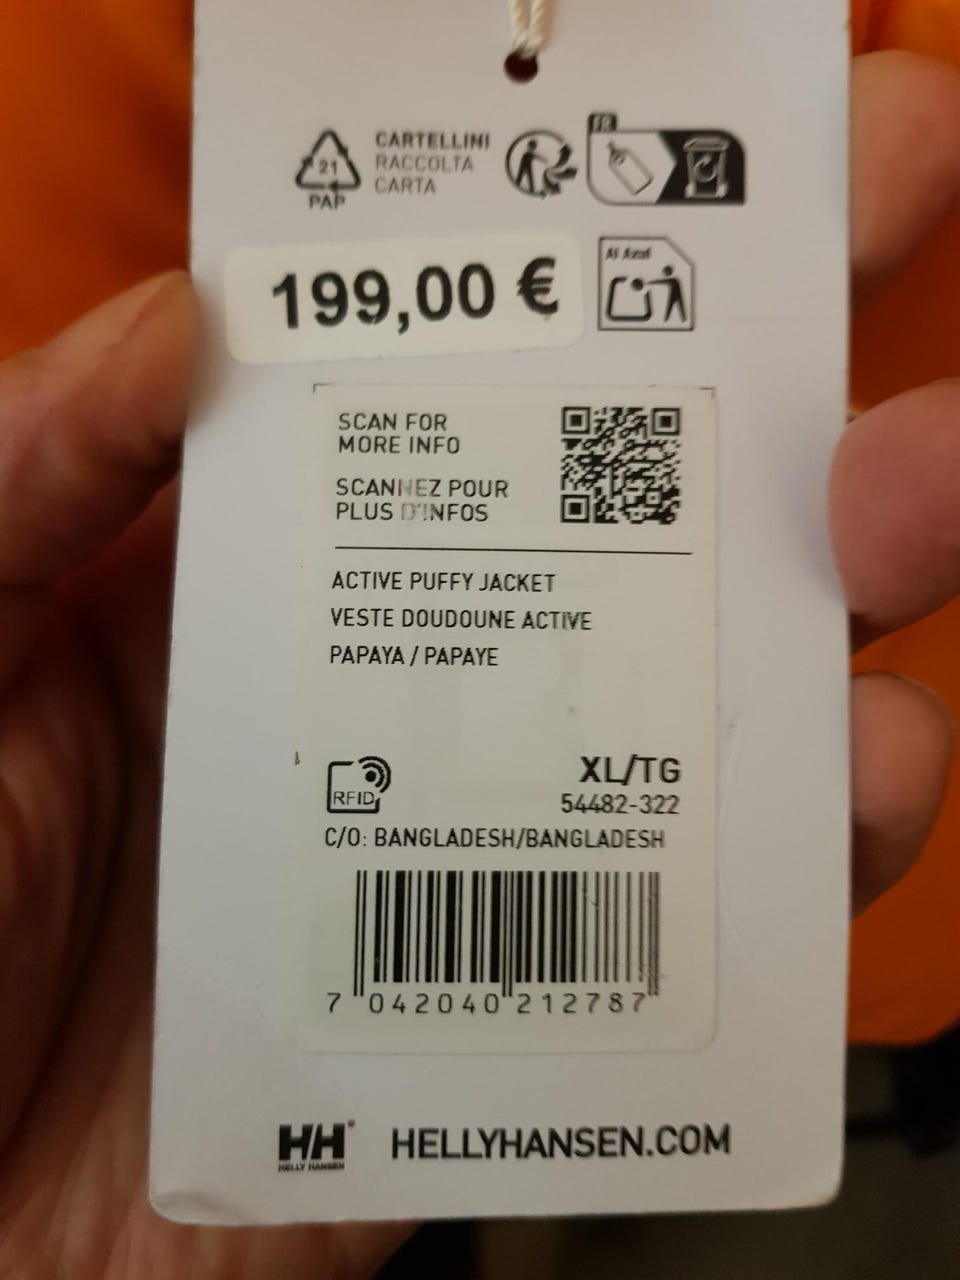 21
PAP
CARTELLINI
RACCOLTA
CARTA
FR
199,00 €
Al Azul
SCAN FOR
MORE INFO
SCANNEZ POUR
PLUS D'INFOS
ACTIVE PUFFY JACKET
VESTE DOUDOUNE ACTIVE
PAPAYA / PAPAYE
RFID
XL/TG
54482-322
C/O: BANGLADESH/BANGLADESH
7 042040 212787
HH®
HELLY HANSEN
HELLYHANSEN.COM